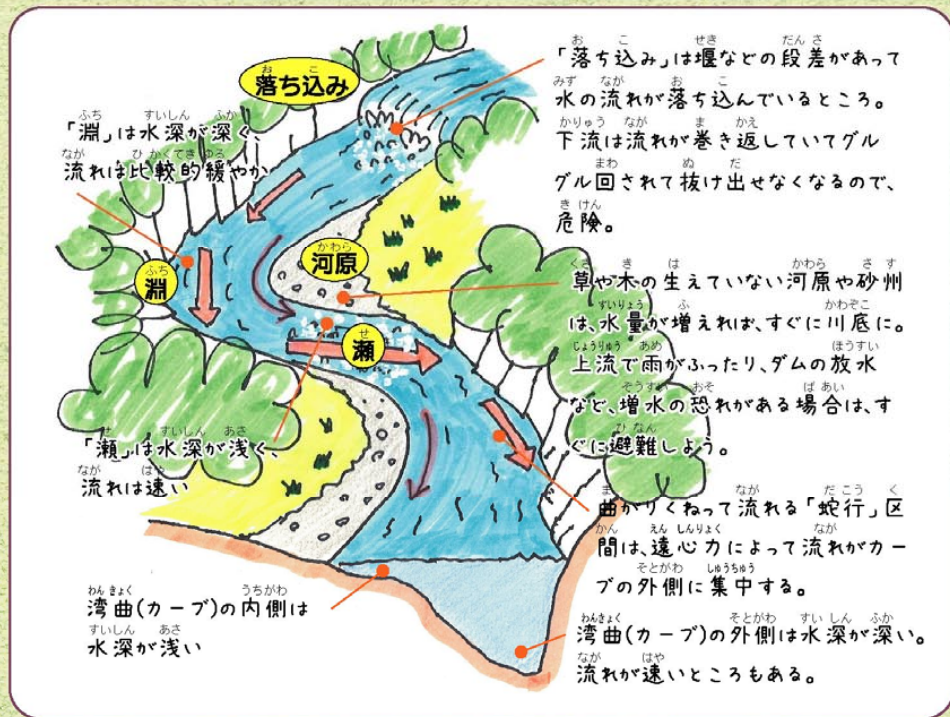 落ち込み
「落ち込み」は堰などの段差があって
水の流れが落ち込んでいるところ。
下流は流れが巻き返していてグル
グル回されて抜け出せなくなるので、
危険。
「淵」は水深が深く、
流れは比較的緩やか
淵
河原
草や木の生えていない河原や砂州
は、水量が増えれば、すぐに川底に。
上流で雨がふったり、ダムの放水
など、増水の恐れがある場合は、す
ぐに避難しよう。
瀬
「瀬」は水深が浅く、
流れは速い
曲がりくねって流れる「蛇行」区
間は、遠心力によって流れがカー
ブの外側に集中する。
湾曲(カーブ)の内側は
水深が浅い
湾曲(カーブ)の外側は水深が深い。
流れが速いところもある。